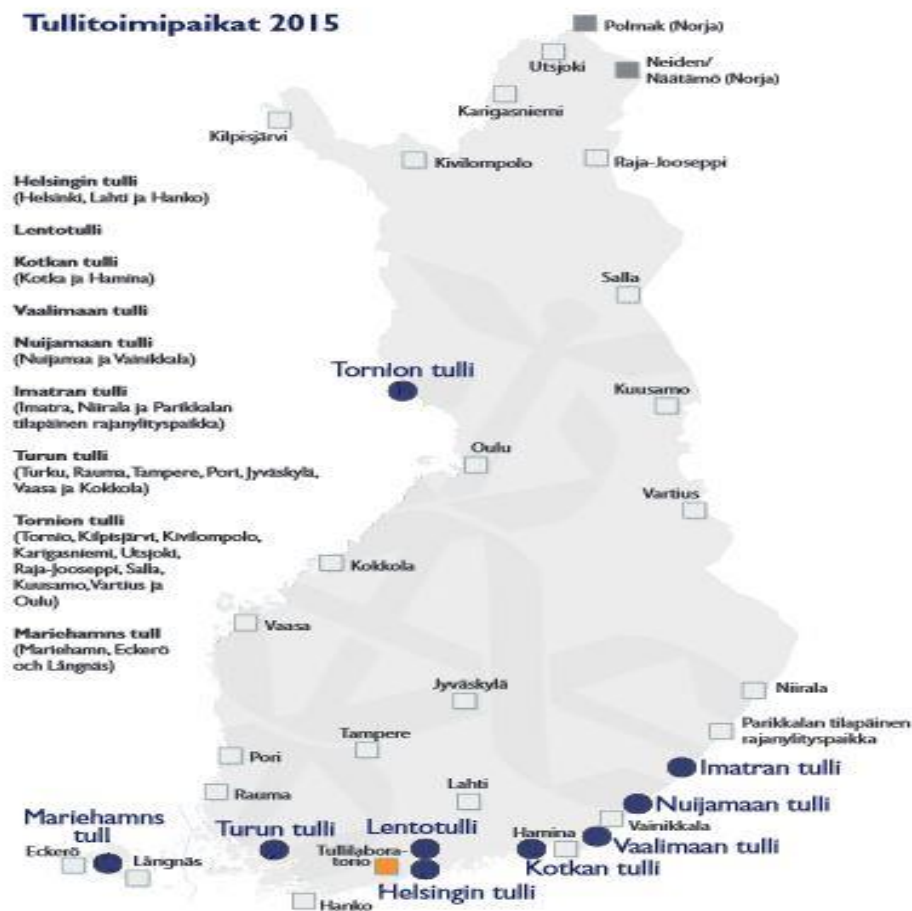 Tullitoimipaikat 2015
Polmak (Norja)
Utsjoki
Neiden/
Näätämö (Norja)
Karigasniemi
Kilpisjärvi
Kivilompolo
Raja-Jooseppi
Helsingin tulli
(Helsinki, Lahti ja Hanko)
Lentotulli
Kotkan tulli
(Kotka ja Hamina)
Vaalimaan tulli
Nuijamaan tulli
(Nuijamaa ja Vainikkala)
Imatran tulli
(Imatra, Niirala ja Parikkalan
tilapäinen rajanylityspaikka)
Turun tulli
(Turku, Rauma, Tampere, Pori, Jyväskylä,
Vaasa ja Kokkola)
Tornion tulli
(Tornio, Kilpisjärvi, Kivilompolo,
Karigasniemi, Utsjoki,
Raja-Jooseppi, Salla,
Kuusamo, Vartius ja
Oulu)
Mariehamns tull
(Mariehamn, Eckerö
och Långnäs)
Salla
Tornion tulli
Kuusamo
Oulu
Vartius
Kokkola
Vaasa
Jyväskylä
Niirala
Tampere
Parikkalan tilapäinen
rajanylityspaikka
Pori
Imatran tulli
Rauma
Lahti
Nuijamaan tulli
Vainikkala
Mariehamns
tull
Turun tulli
Lentotulli
Hamina
Vaalimaan tulli
Eckerö
Långnäs
Tullilabora-
torio
Kotkan tulli
Helsingin tulli
Hanko